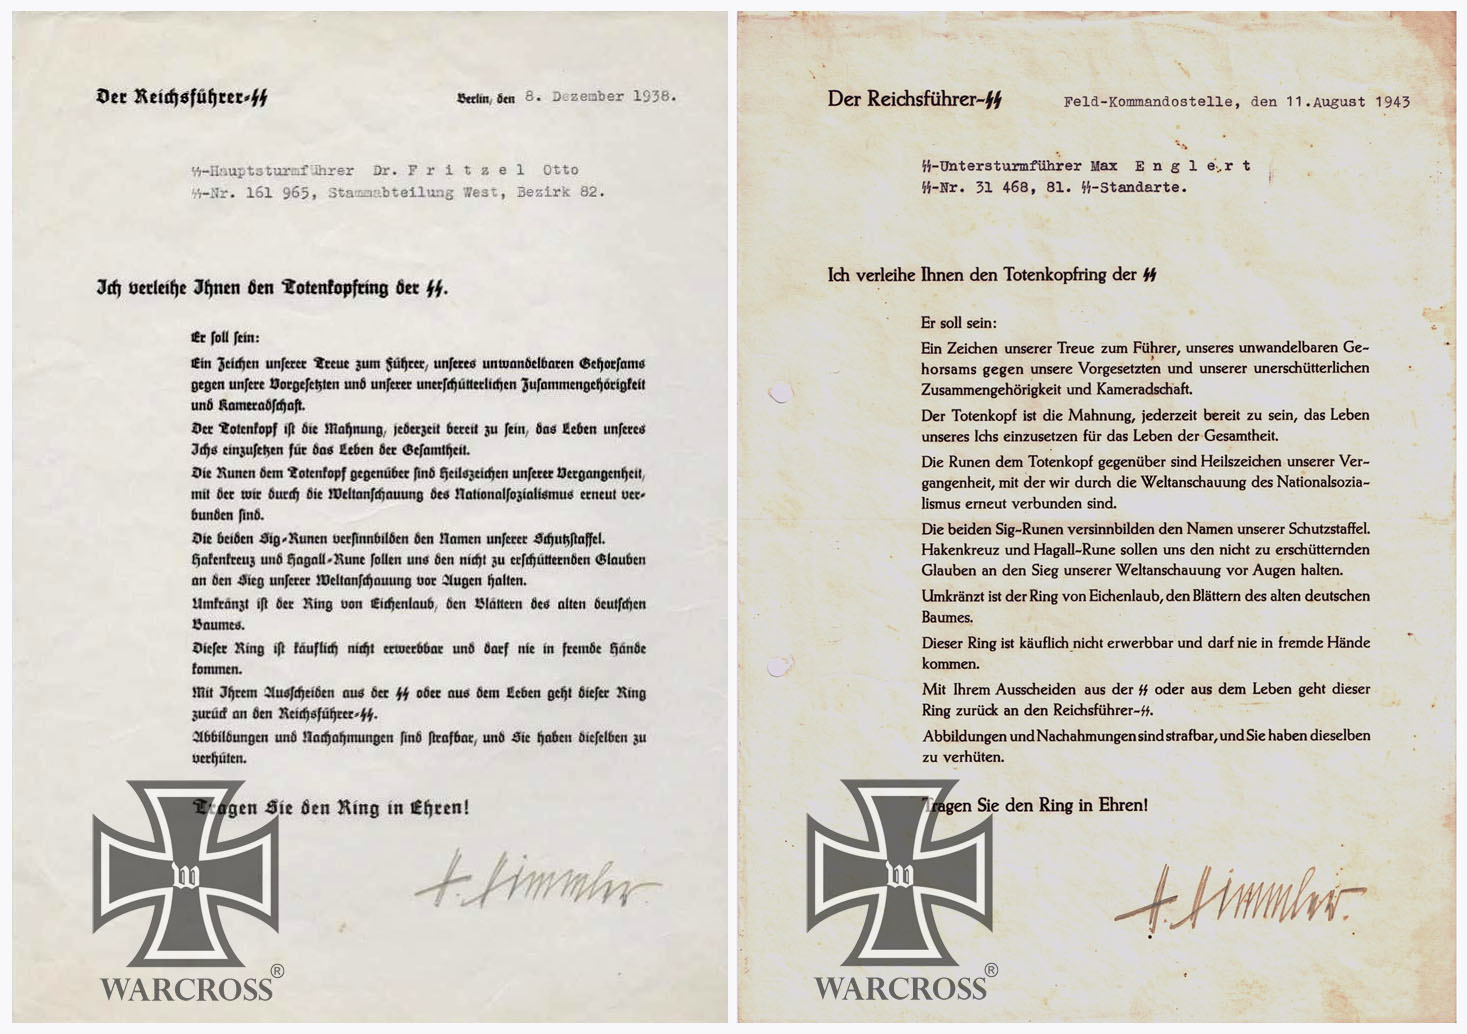 Der Reichsführer-SS
Berlin, den 8. Dezember 1938.
SS-Hauptsturmführer Dr. F r i t z e l Otto
SS-Nr. 161 965, Stammabteilung West, Bezirk 82.
Ich verleihe Ihnen den Totenkopfring der SS.
Er soll sein:
Ein Zeichen unserer Treue zum Führer, unseres unwandelbaren Gehorsams
gegen unsere Vorgesetzten und unserer unerschütterlichen Zusammengehörigkeit
und Kameradschaft.
Der Totenkopf ist die Mahnung, jederzeit bereit zu sein, das Leben unseres
Ichs einzusetzen für das Leben der Gesamtheit.
Die Runen dem Totenkopf gegenüber sind Heilszeichen unserer Vergangenheit,
mit der wir durch die Weltanschauung des Nationalsozialismus erneut ver-
bunden sind.
Die beiden Sig-Runen versinnbilden den Namen unserer Schutzstaffel.
Hakenkreuz und Hagall-Rune sollen uns den nicht zu erschütternden Glauben
an den Sieg unserer Weltanschauung vor Augen halten.
Umkränzt ist der Ring von Eichenlaub, den Blättern des alten deutschen
Baumes.
Dieser Ring ist käuflich nicht erwerbbar und darf nie in fremde Hände
kommen.
Mit Ihrem Ausscheiden aus der SS oder aus dem Leben geht dieser Ring
zurück an den Reichsführer-SS.
Abbildungen und Nachahmungen sind strafbar, und Sie haben dieselben zu
verhüten.
Tragen Sie den Ring in Ehren!
H. Himmler.
W
WARCROSS®
Der Reichsführer-SS
Feld-Kommandostelle, den 11.August 1943
SS-Untersturmführer Max E n g l e r t
SS-Nr. 31 468, 81. SS-Standarte.
Ich verleihe Ihnen den Totenkopfring der SS
Er soll sein:
Ein Zeichen unserer Treue zum Führer, unseres unwandelbaren Ge-
horsams gegen unsere Vorgesetzten und unserer unerschütterlichen
Zusammengehörigkeit und Kameradschaft.
Der Totenkopf ist die Mahnung, jederzeit bereit zu sein, das Leben
unseres Ichs einzusetzen für das Leben der Gesamtheit.
Die Runen dem Totenkopf gegenüber sind Heilszeichen unserer Ver-
gangenheit, mit der wir durch die Weltanschauung des Nationalsozia-
lismus erneut verbunden sind.
Die beiden Sig-Runen versinnbilden den Namen unserer Schutzstaffel.
Hakenkreuz und Hagall-Rune sollen uns den nicht zu erschütternden
Glauben an den Sieg unserer Weltanschauung vor Augen halten.
Umkränzt ist der Ring von Eichenlaub, den Blättern des alten deutschen
Baumes.
Dieser Ring ist käuflich nicht erwerbbar und darf nie in fremde Hände
kommen.
Mit Ihrem Ausscheiden aus der SS oder aus dem Leben geht dieser
Ring zurück an den Reichsführer-SS.
Abbildungen und Nachahmungen sind strafbar, und Sie haben dieselben
zu verhüten.
Tragen Sie den Ring in Ehren!
H. Himmler.
W
WARCROSS®